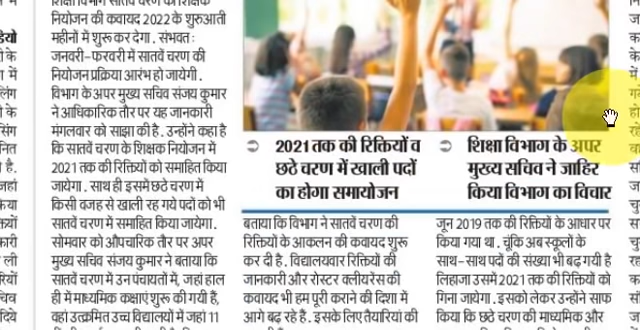 शिक्षा विभाग सातवें चरण का शिक्षक
नियोजन की कवायद 2022 के शुरुआती
महीनों में शुरू कर देगा . संभवत :
जनवरी-फरवरी में सातवें चरण की
नियोजन प्रक्रिया आरंभ हो जायेगी .
विभाग के अपर मुख्य सचिव संजय कुमार
ने आधिकारिक तौर पर यह जानकारी
मंगलवार को साझा की है . उन्होंने कहा है
कि सातवें चरण के शिक्षक नियोजन में
2021 तक की रिक्तियों को समाहित किया
जायेगा . साथ ही इसमे छठे चरण में
किसी वजह से खाली रह गये पदों को भी
सातवें चरण में समाहित किया जायेगा .
सोमवार को औपचारिक तौर पर अपर
मुख्य सचिव संजय कुमार ने बताया कि
सातवें चरण में उन पंचायतों में, जहां हाल
ही में माध्यमिक कक्षाएं शुरू की गयी हैं,
वहां उत्क्रमित उच्च विद्यालयों में जहां 11
2021 तक की रिक्तियों व
छठे चरण में खाली पदों
का होगा समायोजन
शिक्षा विभाग के अपर
मुख्य सचिव ने जाहिर
किया विभाग का विचार
बताया कि विभाग ने सातवें चरण की
रिक्तियों के आकलन की कवायद शुरू
कर दी है . विद्यालयवार रिक्तियों की
जानकारी और रोस्टर क्लीयरेंस की
कवायद भी हम पूरी कराने की दिशा में
आगे बढ़ रहे हैं . इसके लिए तैयारियों की
जून 2019 तक की रिक्तियों के आधार पर
किया गया था . चूंकि अब स्कूलों के
साथ-साथ पदों की संख्या भी बढ़ गयी है
लिहाजा उसमें 2021 तक की रिक्तियों को
गिना जायेगा . इसको लेकर उन्होंने साफ
किया कि छठे चरण की माध्यमिक और